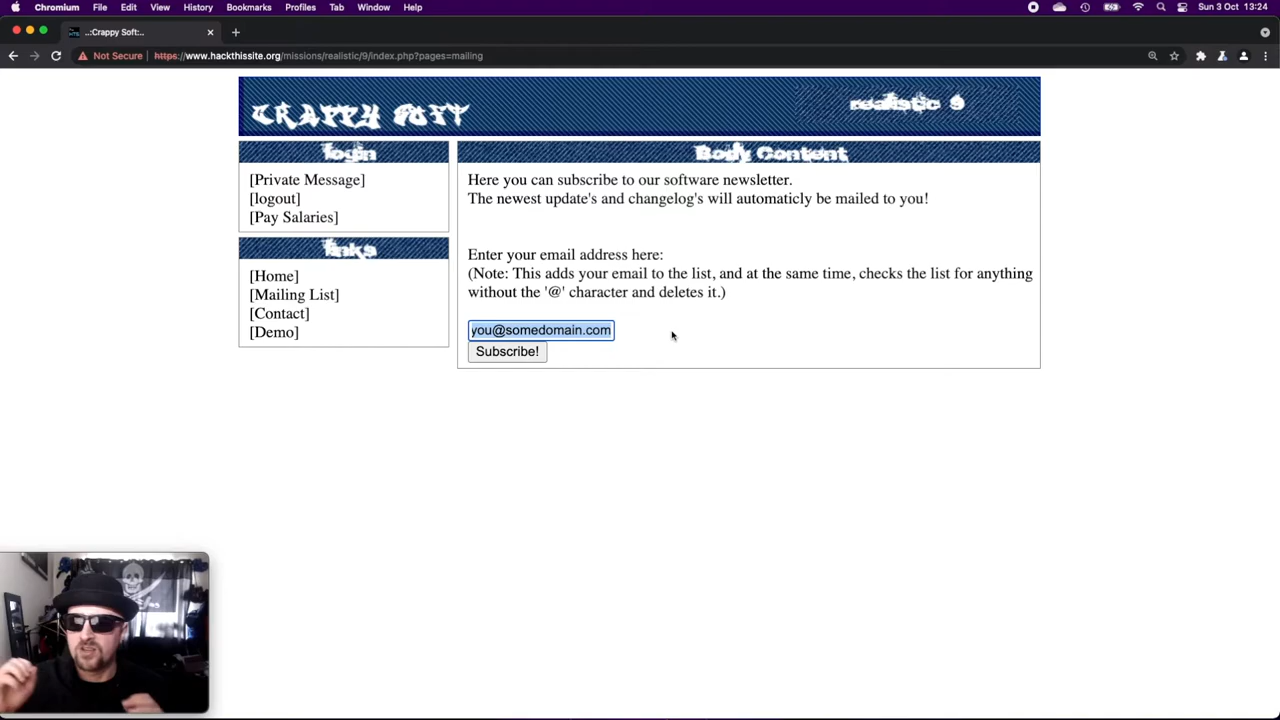 Chromium File Edit View History Bookmarks Profiles Tab Window Help Sun 3 Oct 13:24
..:Crappy Soft:..
Not Secure https://www.hackthissite.org/missions/realistic/9/index.php?pages=mailing
CRAPPY SOFT
realistic 9
login
[Private Message]
[logout]
[Pay Salaries]
links
[Home]
[Mailing List]
[Contact]
[Demo]
Body Content
Here you can subscribe to our software newsletter.
The newest update's and changelog's will automaticly be mailed to you!
Enter your email address here:
(Note: This adds your email to the list, and at the same time, checks the list for anything
without the '@' character and deletes it.)
you@somedomain.com
Subscribe!